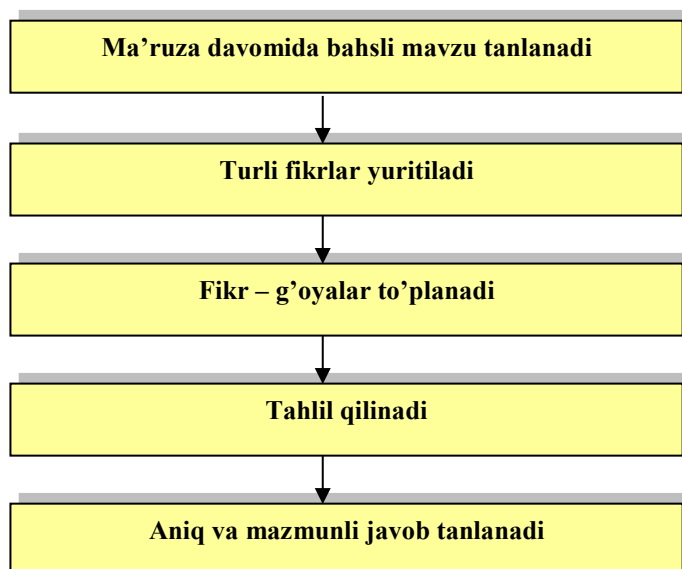 Ma’ruza davomida bahsli mavzu tanlanadi
Turli fikrlar yuritiladi
Fikr – g’oyalar to’planadi
Tahlil qilinadi
Aniq va mazmunli javob tanlanadi